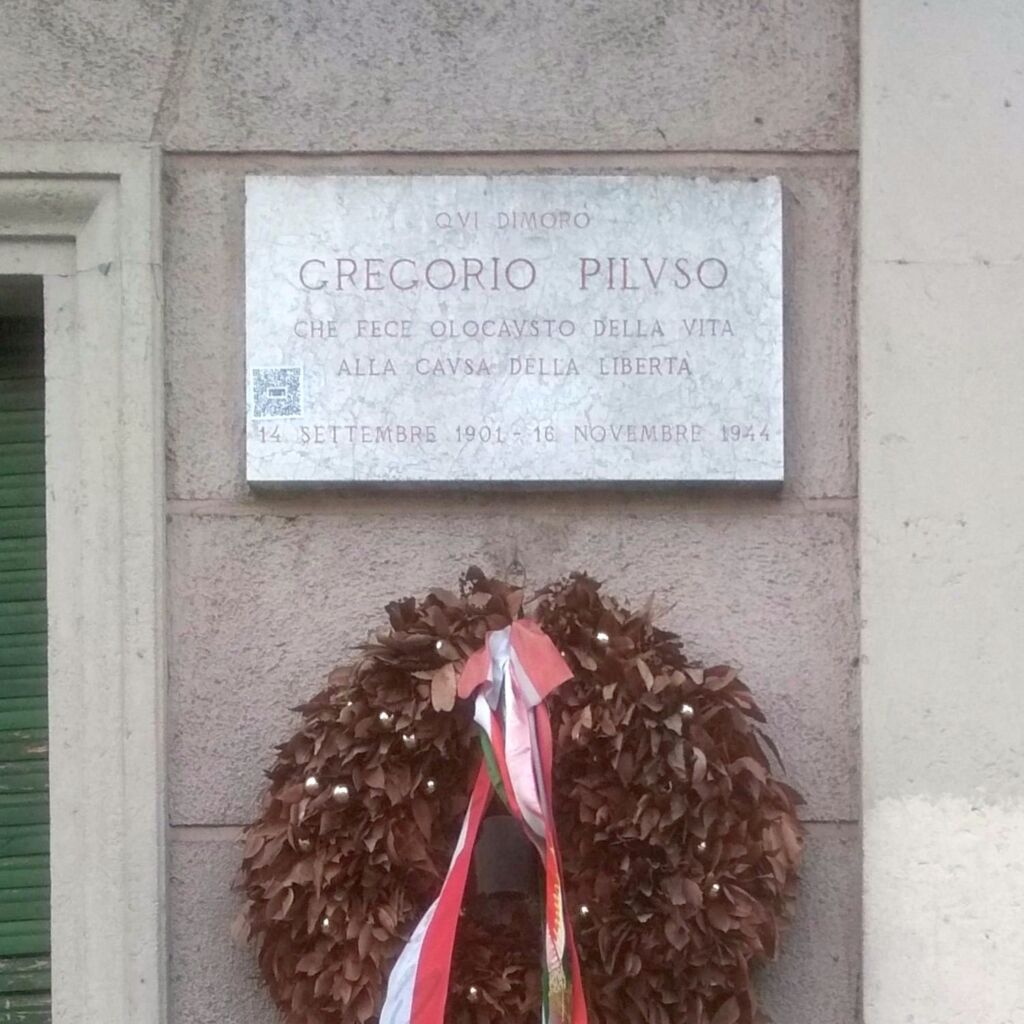 QVI DIMORÒ
GREGORIO PILVSO
CHE FECE OLOCAVSTO DELLA VITA
ALLA CAVSA DELLA LIBERTÀ
14 SETTEMBRE 1901 - 16 NOVEMBRE 1944